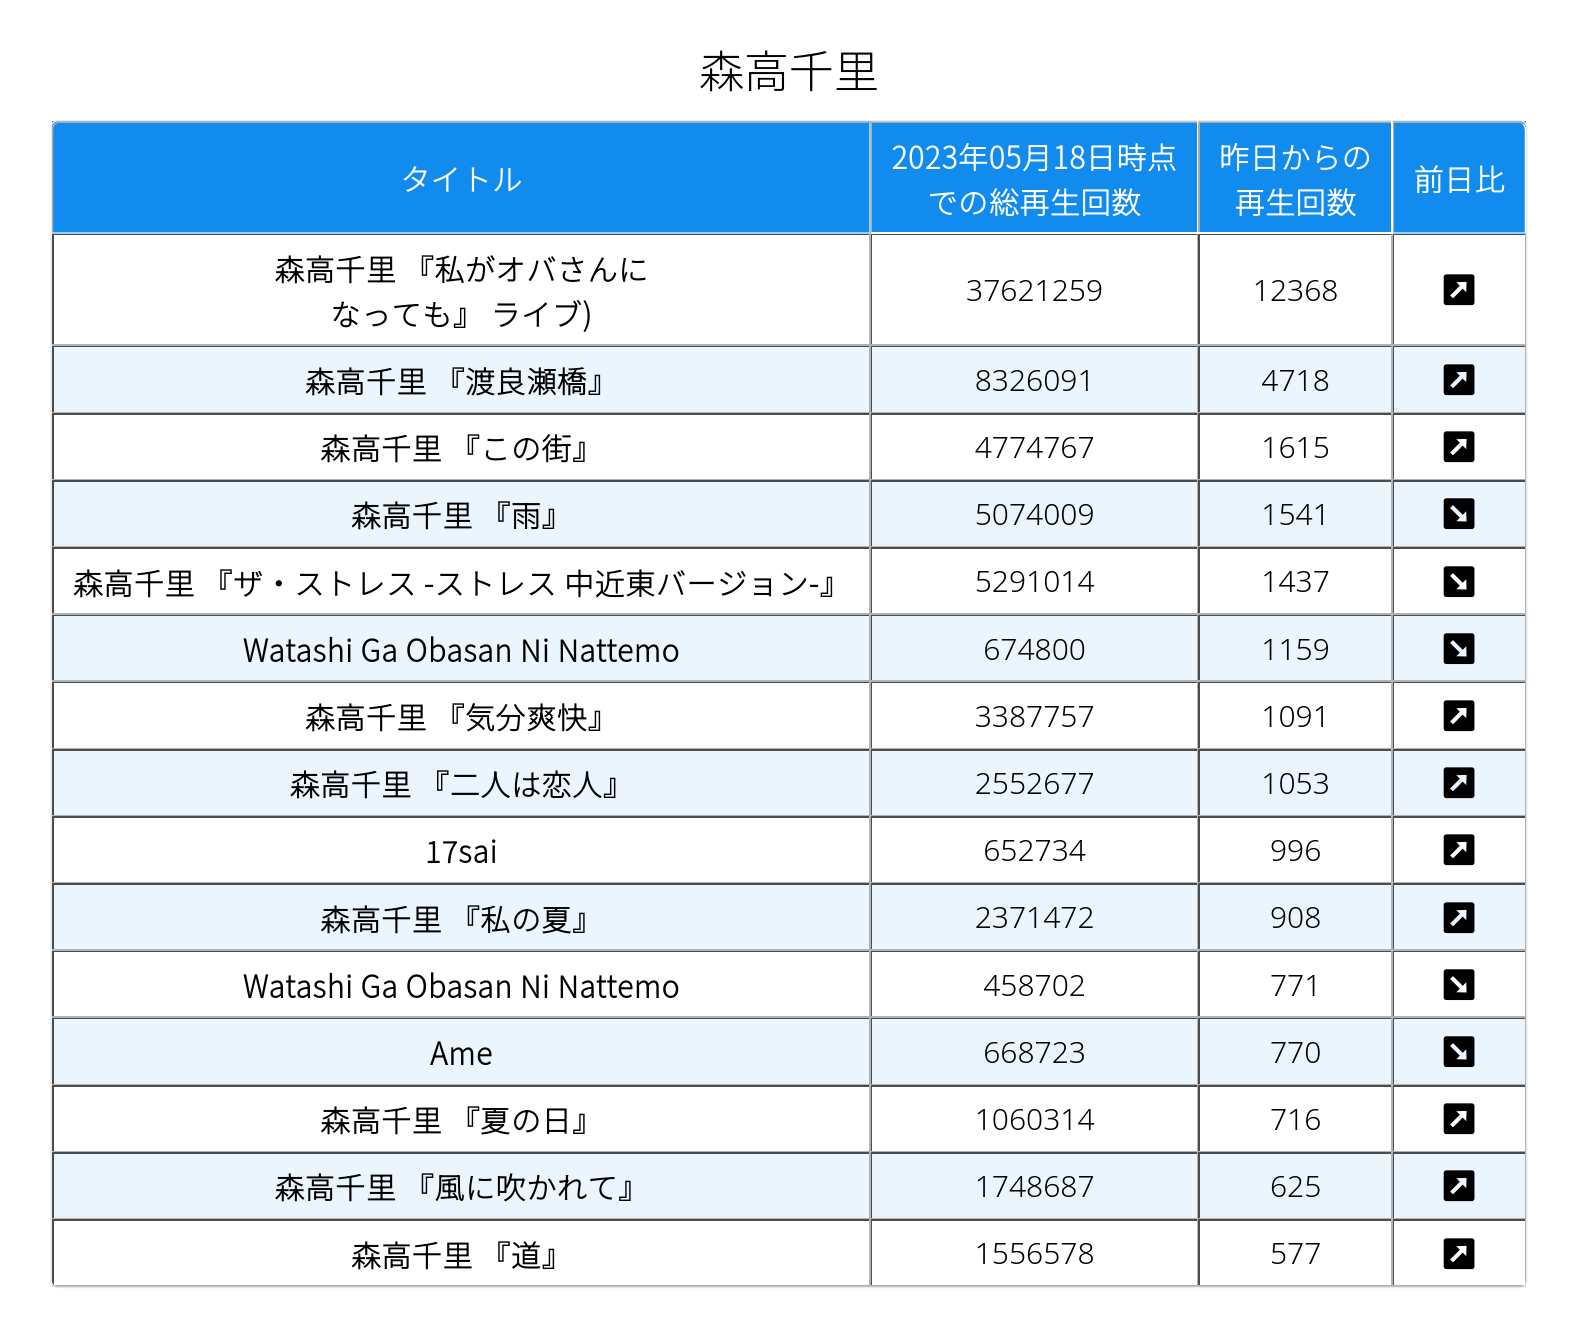 森高千里
タイトル
2023年05月18日時点
での総再生回数
昨日からの
再生回数
前日比
森高千里 『私がオバさんに
なっても』 ライブ)
37621259
12368
森高千里 『渡良瀬橋』
8326091
4718
森高千里 『この街』
4774767
1615
森高千里 『雨』
5074009
1541
森高千里 『ザ・ストレス -ストレス 中近東バージョン-』
5291014
1437
Watashi Ga Obasan Ni Nattemo
674800
1159
森高千里 『気分爽快』
3387757
1091
森高千里 『二人は恋人』
2552677
1053
17sai
652734
996
森高千里 『私の夏』
2371472
908
Watashi Ga Obasan Ni Nattemo
458702
771
Ame
668723
770
森高千里 『夏の日』
1060314
716
森高千里 『風に吹かれて』
1748687
625
森高千里 『道』
1556578
577